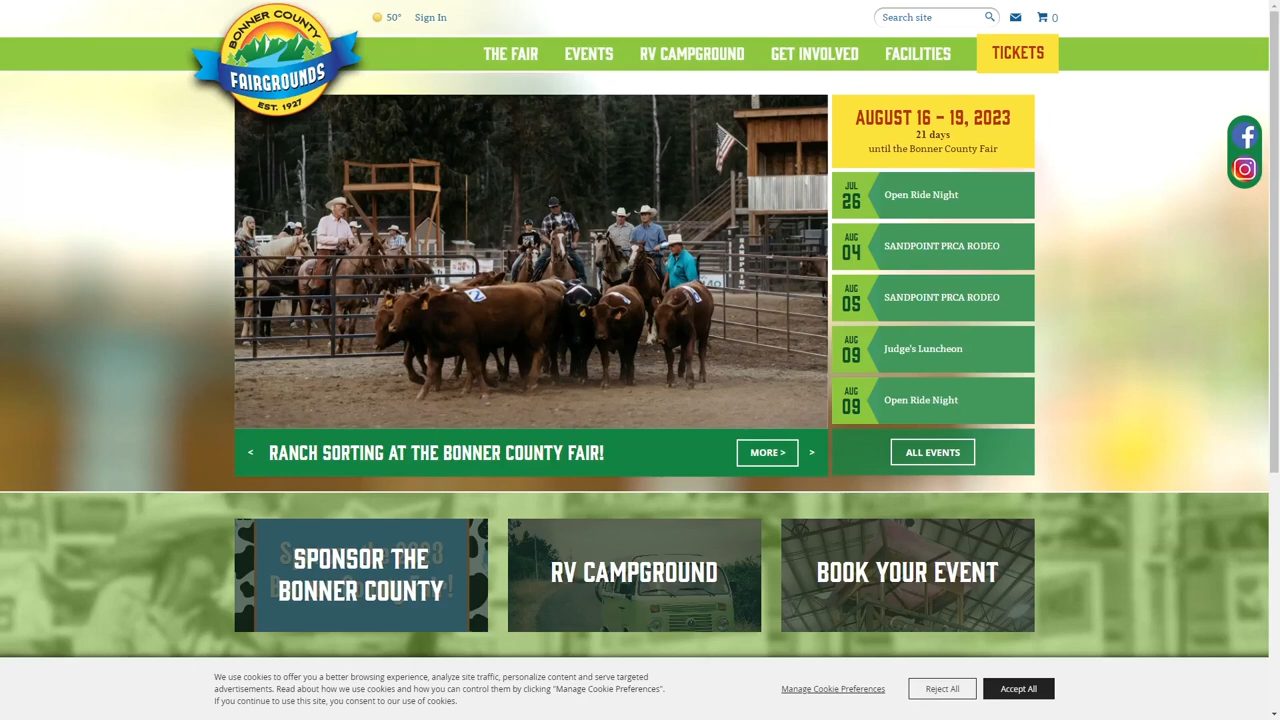 BONNER COUNTY
FAIRGROUNDS
EST. 1927
50°
Sign In
Search site
0
THE FAIR
EVENTS
RV CAMPGROUND
GET INVOLVED
FACILITIES
TICKETS
AUGUST 16 - 19, 2023
21 days
until the Bonner County Fair
JUL
26
Open Ride Night
AUG
04
SANDPOINT PRCA RODEO
AUG
05
SANDPOINT PRCA RODEO
AUG
09
Judge's Luncheon
AUG
09
Open Ride Night
< RANCH SORTING AT THE BONNER COUNTY FAIR! MORE > >
ALL EVENTS
SPONSOR THE
BONNER COUNTY
RV CAMPGROUND
BOOK YOUR EVENT
We use cookies to offer you a better browsing experience, analyze site traffic, personalize content and serve targeted
advertisements. Read about how we use cookies and how you can control them by clicking "Manage Cookie Preferences".
If you continue to use this site, you consent to our use of cookies.
Manage Cookie Preferences
Reject All
Accept All